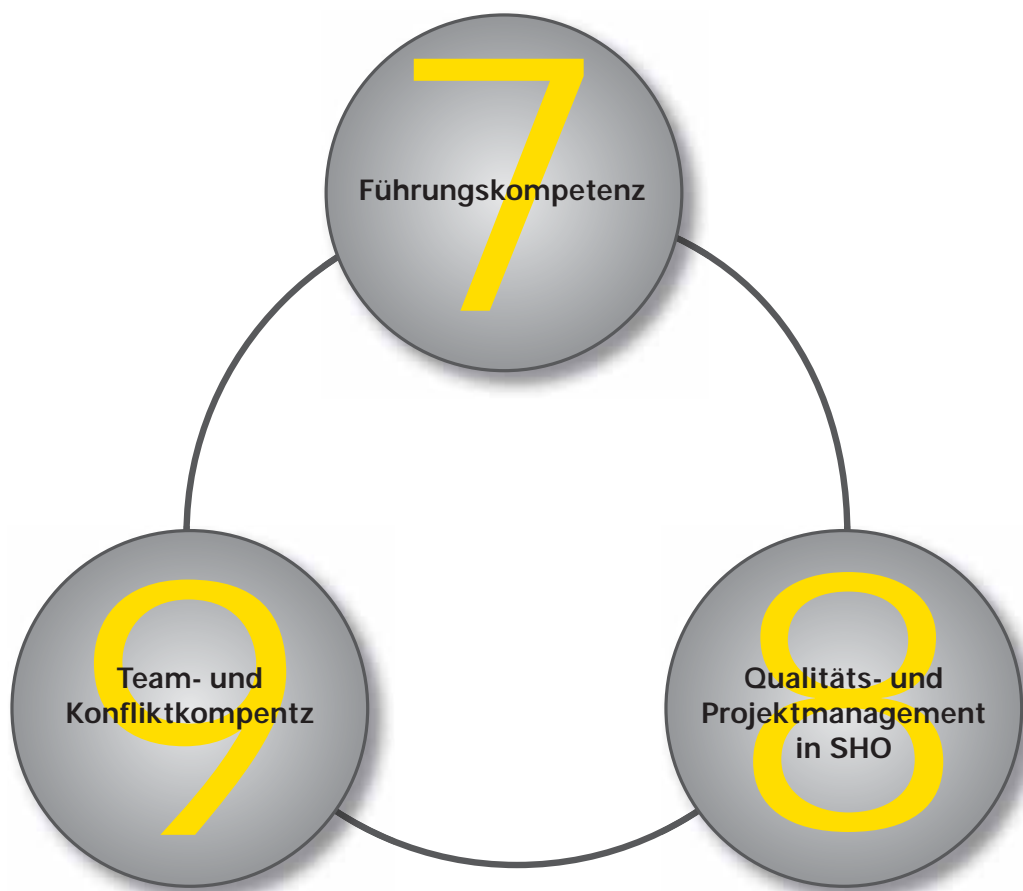 7
Führungskompetenz
9
Team- und
Konfliktkompentz
8
Qualitäts- und
Projektmanagement
in SHO